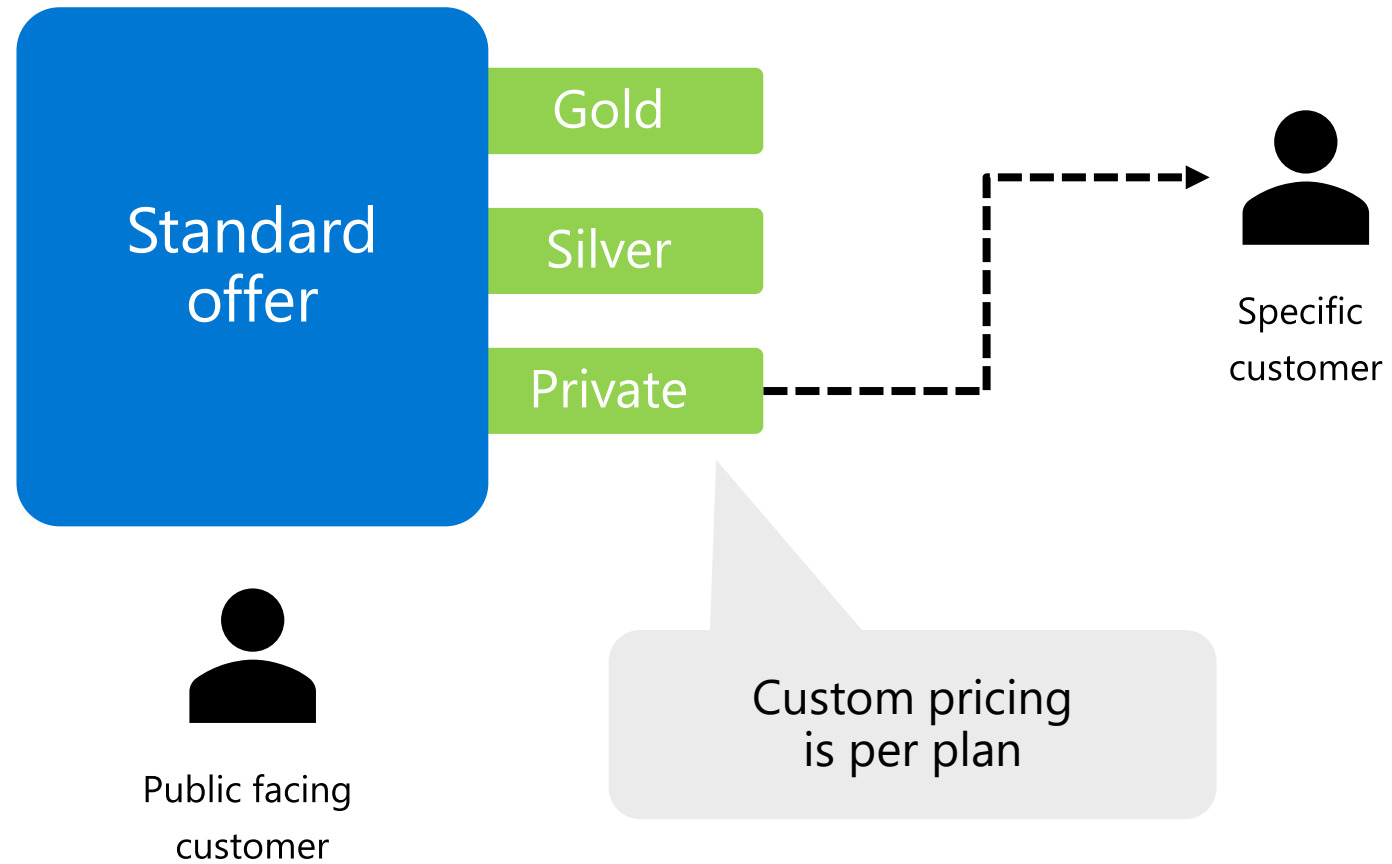 Standard
offer
Gold
Silver
Private
Specific
customer
Custom pricing
is per plan
Public facing
customer